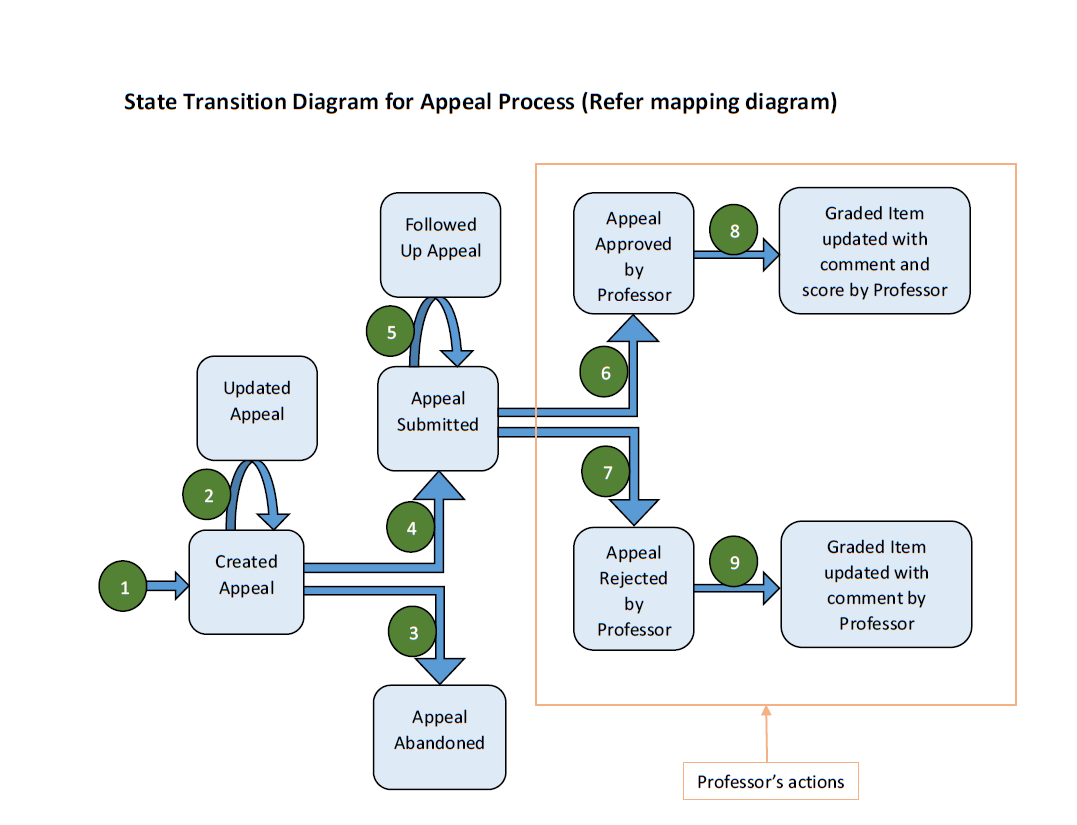 State Transition Diagram for Appeal Process (Refer mapping diagram)
Followed
Up Appeal
5
Appeal
Submitted
Updated
Appeal
2
Created
Appeal
1
4
3
Appeal
Abandoned
Appeal
Approved
by
Professor
8
Graded Item
updated with
comment and
score by Professor
6
7
Appeal
Rejected
by
Professor
9
Graded Item
updated with
comment by
Professor
Professor’s actions